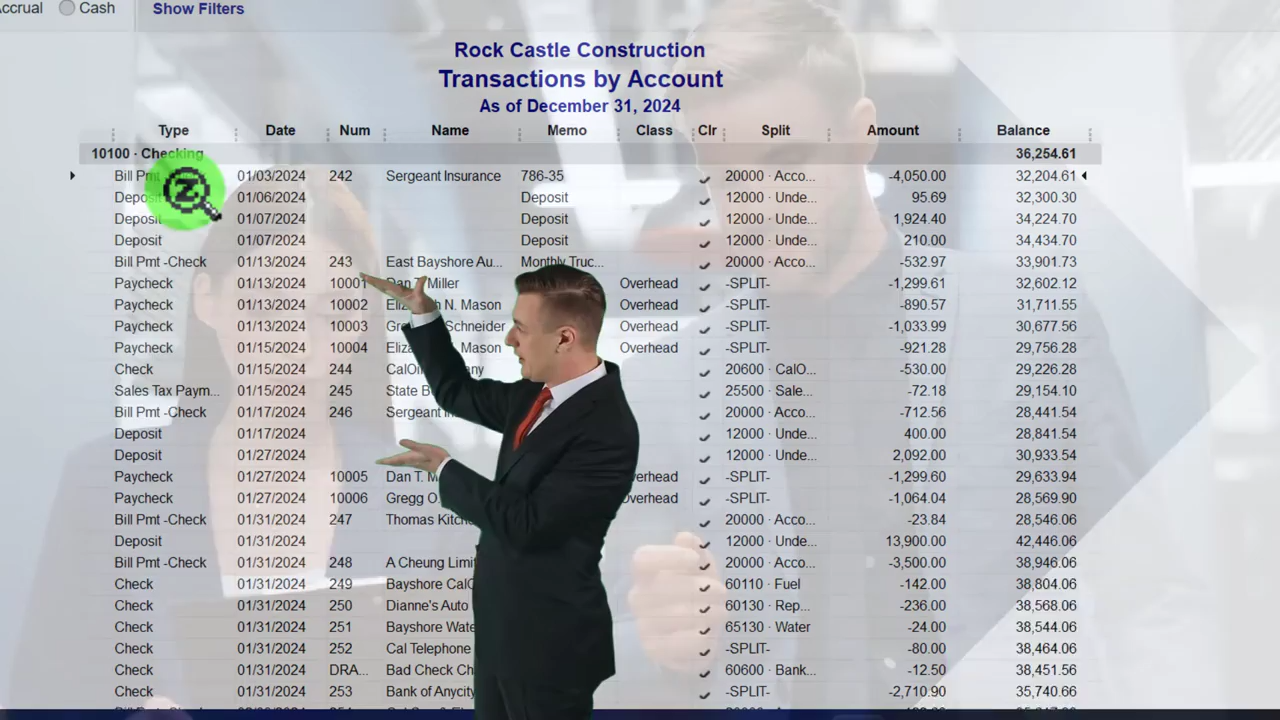 Accrual Cash Show Filters
Rock Castle Construction
Transactions by Account
As of December 31, 2024
Type Date Num Name Memo Class Clr Split Amount Balance
10100 · Checking 36,254.61
Bill Pmt 01/03/2024 242 Sergeant Insurance 786-35 20000 · Acco... -4,050.00 32,204.61
Deposit 01/06/2024 Deposit 12000 · Unde... 95.69 32,300.30
Deposit 01/07/2024 Deposit 12000 · Unde... 1,924.40 34,224.70
Deposit 01/07/2024 Deposit 12000 · Unde... 210.00 34,434.70
Bill Pmt -Check 01/13/2024 243 East Bayshore Au... Monthly Truc... 20000 · Acco... -532.97 33,901.73
Paycheck 01/13/2024 10001 Dan T. Miller Overhead -SPLIT- -1,299.61 32,602.12
Paycheck 01/13/2024 10002 N. Mason Overhead -SPLIT- -890.57 31,711.55
Paycheck 01/13/2024 10003 Schneider Overhead -SPLIT- -1,033.99 30,677.56
Paycheck 01/15/2024 10004 Mason Overhead -SPLIT- -921.28 29,756.28
Check 01/15/2024 244 20600 · CalO... -530.00 29,226.28
Sales Tax Paym... 01/15/2024 245 State 25500 · Sale... -72.18 29,154.10
Bill Pmt -Check 01/17/2024 246 Sergeant 20000 · Acco... -712.56 28,441.54
Deposit 01/17/2024 12000 · Unde... 400.00 28,841.54
Deposit 01/27/2024 12000 · Unde... 2,092.00 30,933.54
Paycheck 01/27/2024 10005 Dan T. Overhead -SPLIT- -1,299.60 29,633.94
Paycheck 01/27/2024 10006 Gregg O. Overhead -SPLIT- -1,064.04 28,569.90
Bill Pmt -Check 01/31/2024 247 Thomas 20000 · Acco... -23.84 28,546.06
Deposit 01/31/2024 12000 · Unde... 13,900.00 42,446.06
Bill Pmt -Check 01/31/2024 248 A Cheung 20000 · Acco... -3,500.00 38,946.06
Check 01/31/2024 249 Bayshore 60110 · Fuel -142.00 38,804.06
Check 01/31/2024 250 Dianne's Auto 60130 · Rep... -236.00 38,568.06
Check 01/31/2024 251 Bayshore 65130 · Water -24.00 38,544.06
Check 01/31/2024 252 Cal Telephone -SPLIT- -80.00 38,464.06
Check 01/31/2024 DRA... Bad Check 60600 · Bank... -12.50 38,451.56
Check 01/31/2024 253 Bank of Anycity -SPLIT- -2,710.90 35,740.66